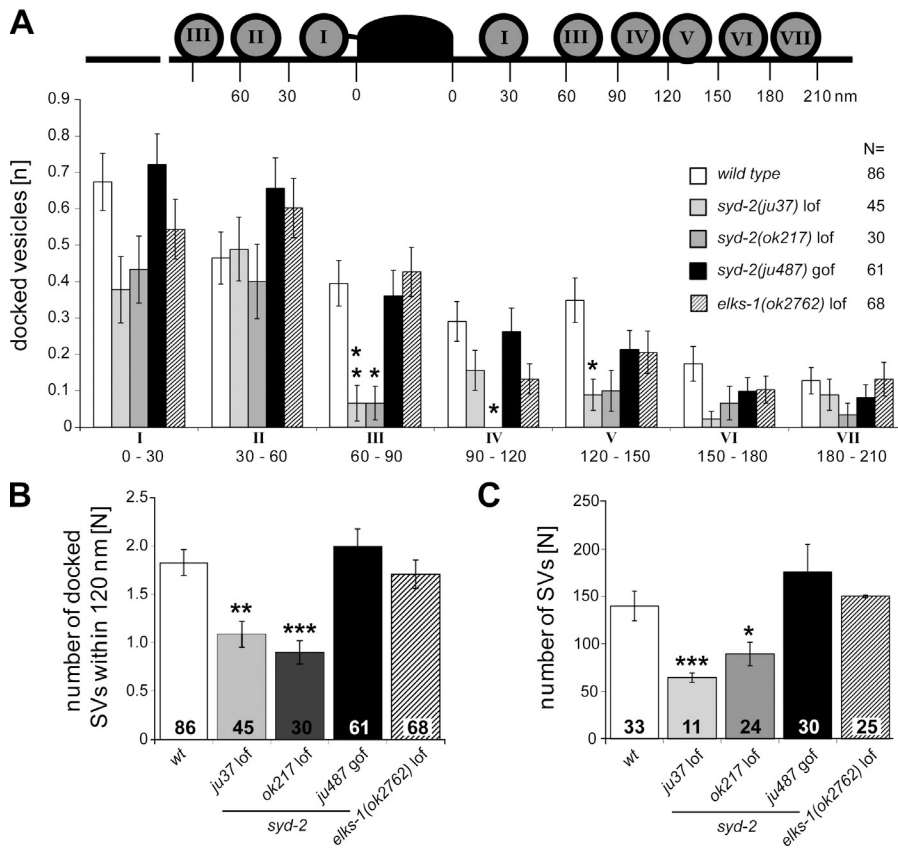 A
III II I I III IV V VI VII
60 30 0 0 30 60 90 120 150 180 210 nm
0.9
0.8
0.7
0.6
0.5
0.4
0.3
0.2
0.1
0
docked vesicles [n]
N=
wild type 86
syd-2(ju37) lof 45
syd-2(ok217) lof 30
syd-2(ju487) gof 61
elks-1(ok2762) lof 68
* * * * *
I II III IV V VI VII
0 - 30 30 - 60 60 - 90 90 - 120 120 - 150 150 - 180 180 - 210
B
number of docked
SVs within 120 nm [N]
2.5
2.0
1.5
1.0
0.5
0
** ***
86 45 30 61 68
wt ju37 lof ok217 lof ju487 gof elks-1(ok2762) lof
syd-2
C
number of SVs [N]
250
200
150
100
50
0
*** *
33 11 24 30 25
wt ju37 lof ok217 lof ju487 gof elks-1(ok2762) lof
syd-2